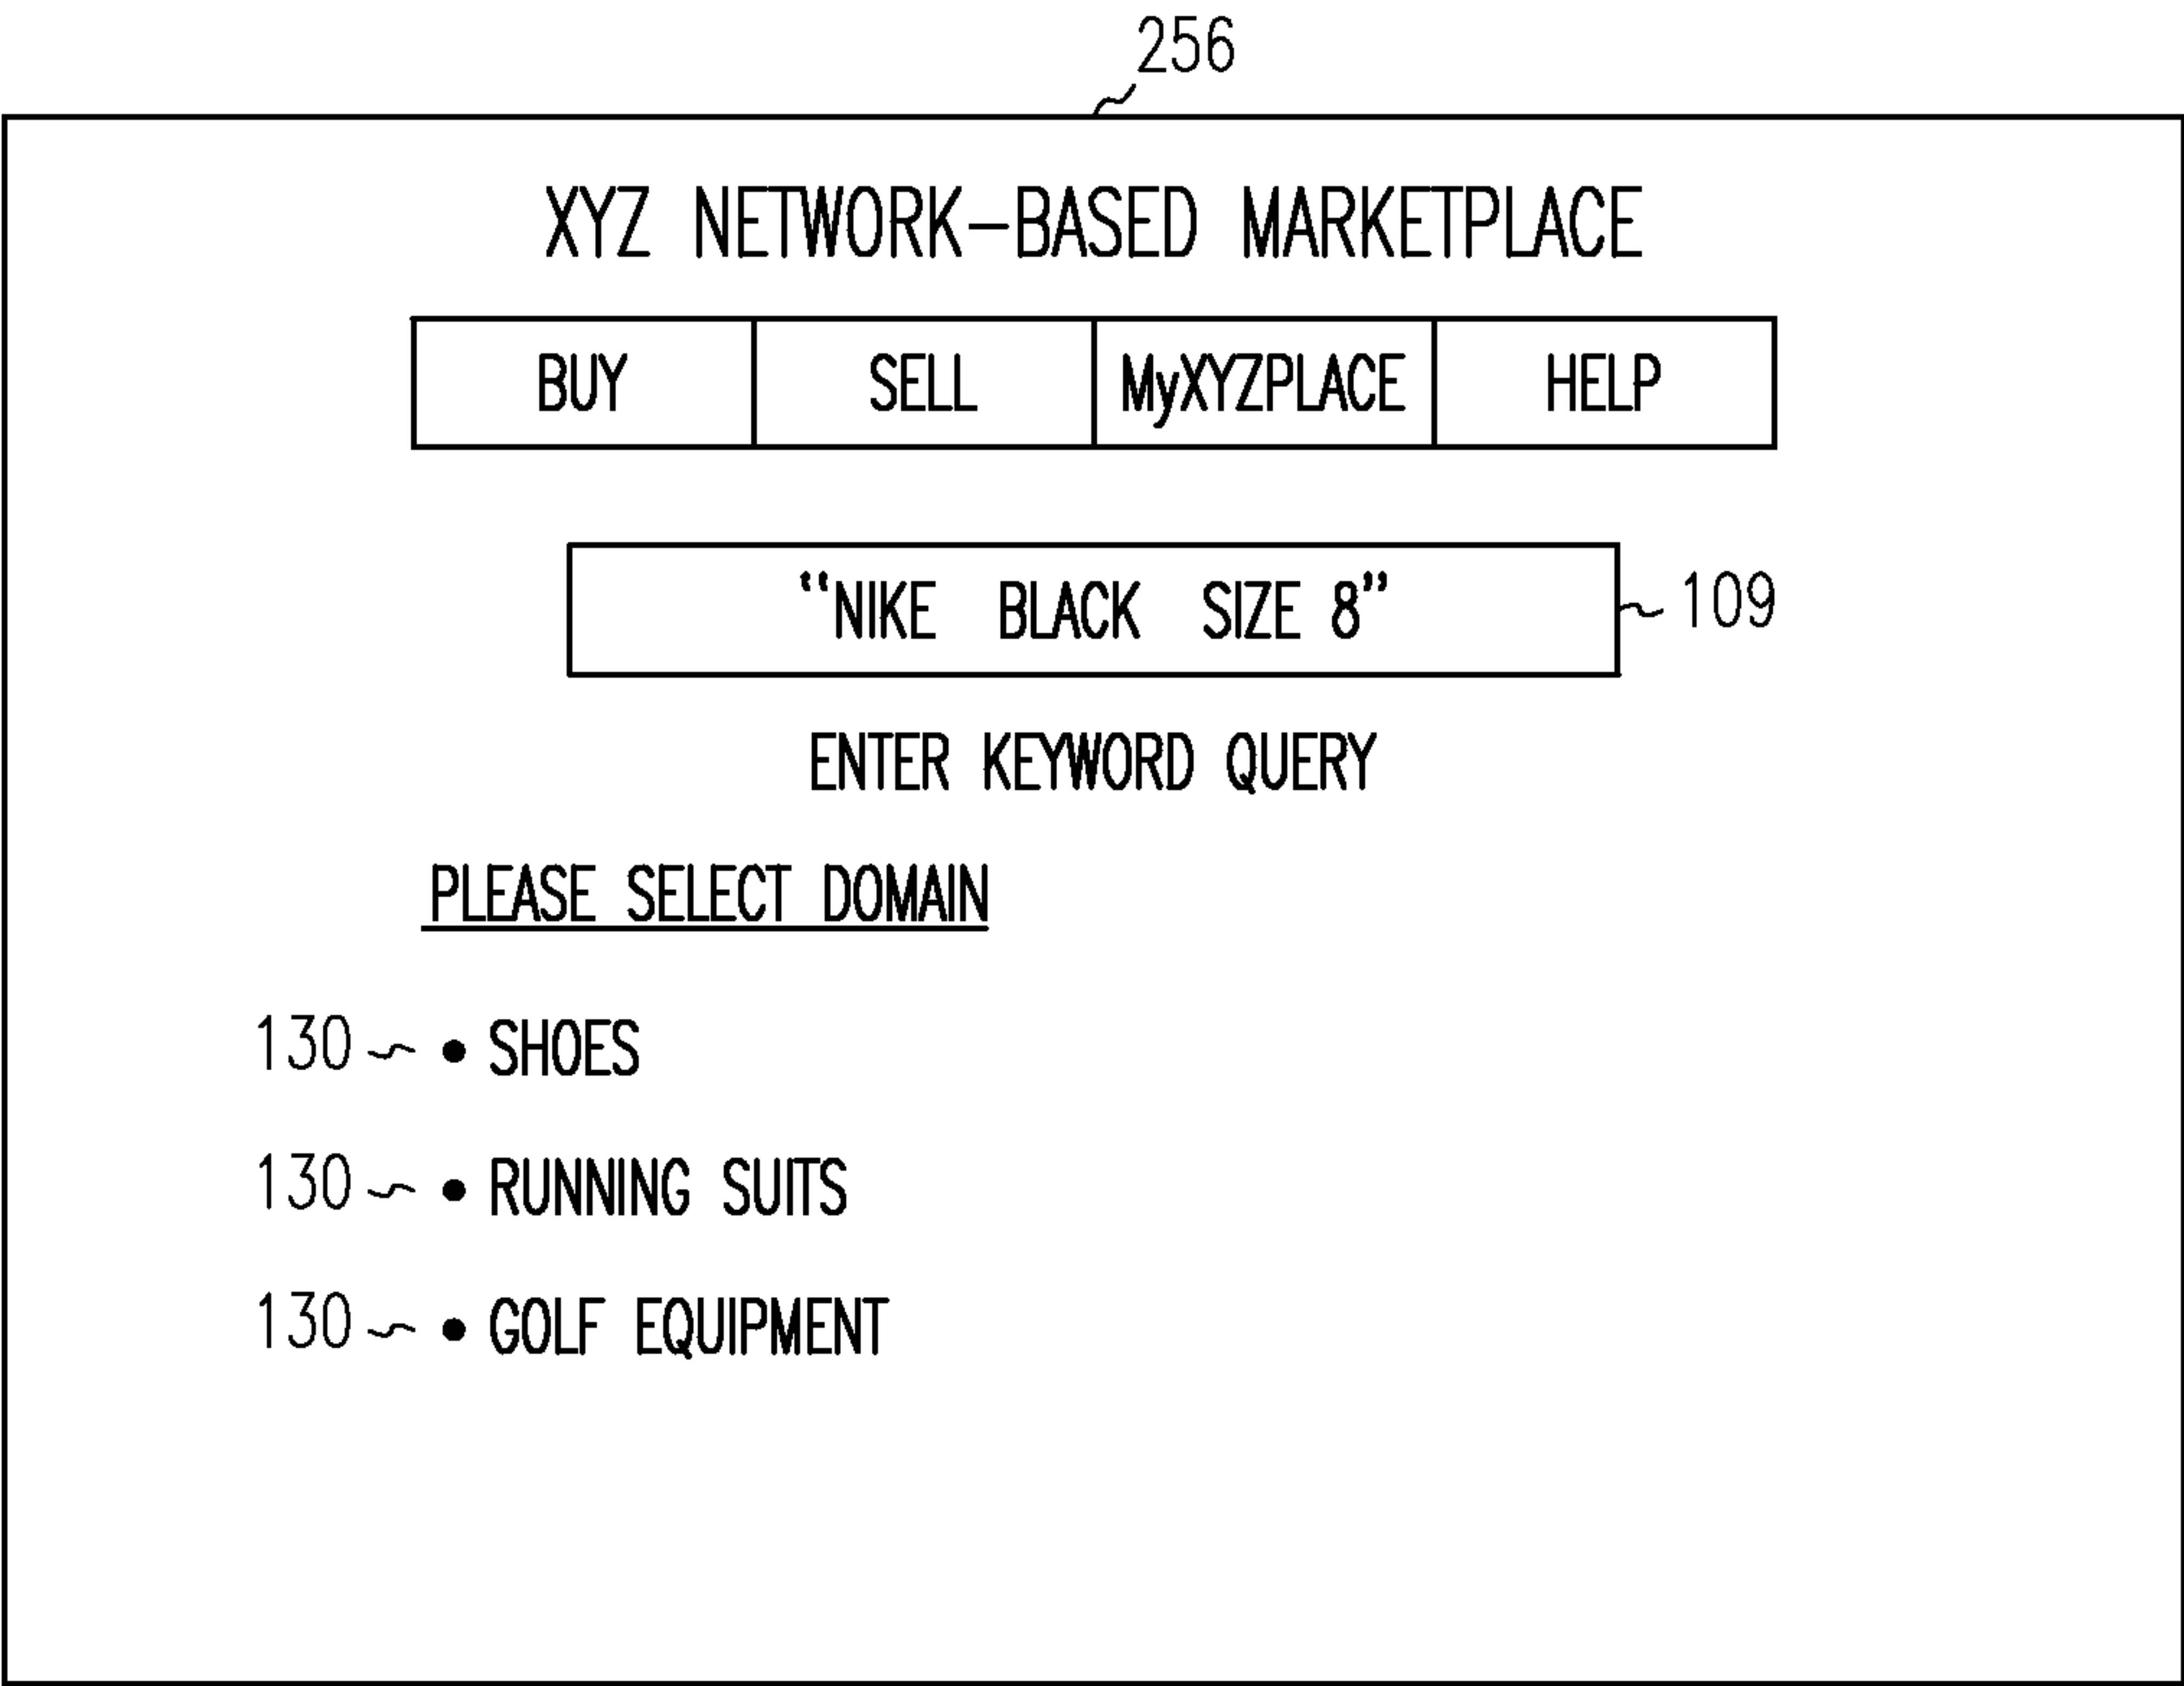 256
XYZ NETWORK-BASED MARKETPLACE
BUY SELL MyXYZPLACE HELP
“NIKE BLACK SIZE 8” 109
ENTER KEYWORD QUERY
PLEASE SELECT DOMAIN
130 • SHOES
130 • RUNNING SUITS
130 • GOLF EQUIPMENT